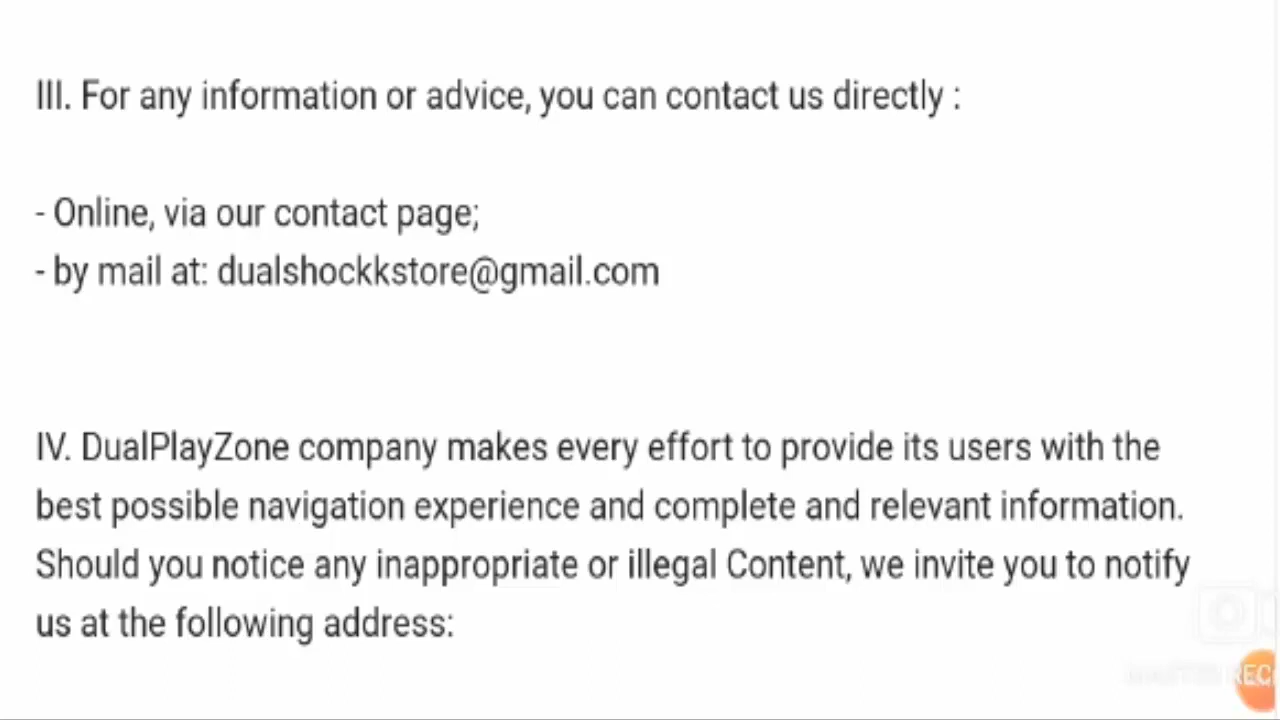 III. For any information or advice, you can contact us directly :
- Online, via our contact page;
- by mail at: dualshockkstore@gmail.com
IV. DualPlayZone company makes every effort to provide its users with the
best possible navigation experience and complete and relevant information.
Should you notice any inappropriate or illegal Content, we invite you to notify
us at the following address:
REC